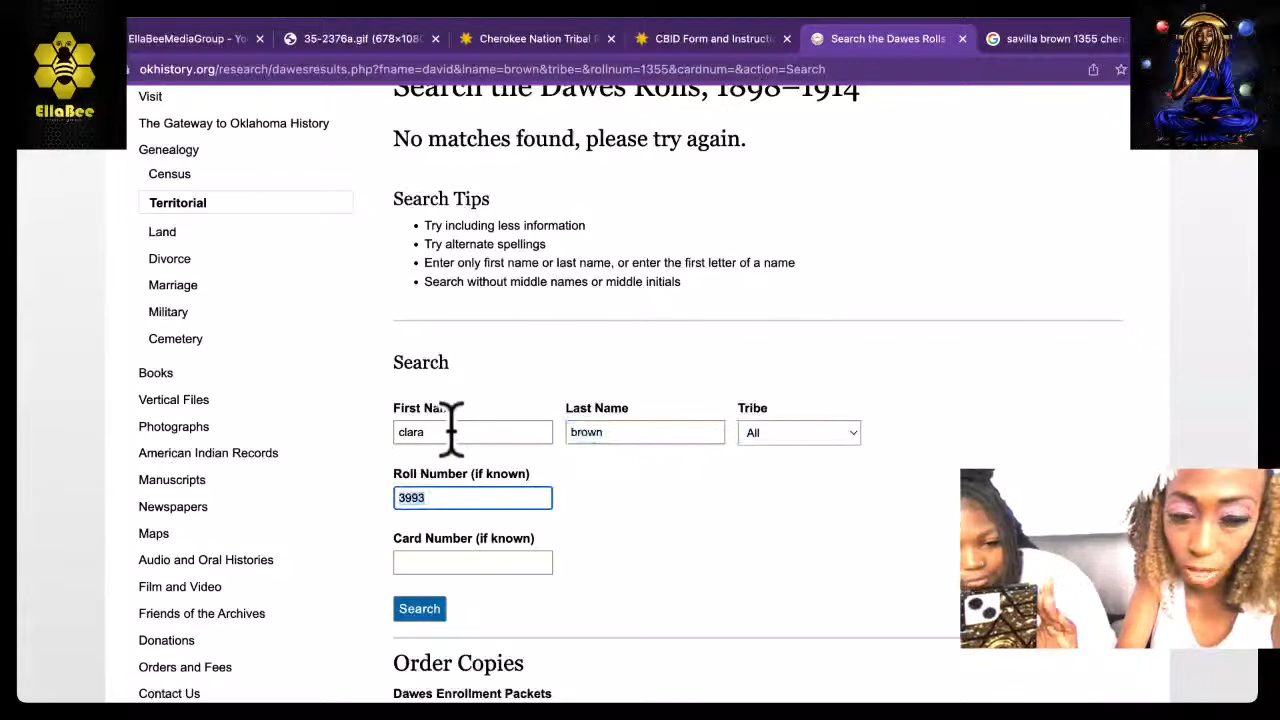 EllaBeeMediaGroup - Yo
35-2376a.gif (678×108
Cherokee Nation Tribal R
CBID Form and Instructi
Search the Dawes Rolls
savilla brown 1355 cher
okhistory.org/research/dawesresults.php?fname=david&lname=brown&tribe=&rollnum=1355&cardnum=&action=Search
EllaBee
Visit
The Gateway to Oklahoma History
Genealogy
Census
Territorial
Land
Divorce
Marriage
Military
Cemetery
Books
Vertical Files
Photographs
American Indian Records
Manuscripts
Newspapers
Maps
Audio and Oral Histories
Film and Video
Friends of the Archives
Donations
Orders and Fees
Contact Us
Search the Dawes Rolls, 1898–1914
No matches found, please try again.
Search Tips
• Try including less information
• Try alternate spellings
• Enter only first name or last name, or enter the first letter of a name
• Search without middle names or middle initials
Search
First Na
Last Name
Tribe
clara
brown
All
Roll Number (if known)
3993
Card Number (if known)
Search
Order Copies
Dawes Enrollment Packets